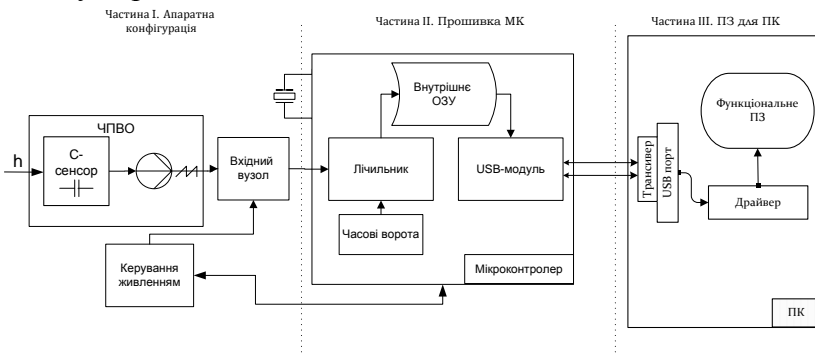 Частина I. Апаратна
конфігурація
Частина II. Прошивка МК
Частина III. ПЗ для ПК
ЧПВО
h
C-
сенсор
Вхідний
вузол
Керування
живленням
Внутрішнє
ОЗУ
Лічильник
USB-модуль
Часові ворота
Мікроконтролер
Трансивер
USB порт
Функціональне
ПЗ
Драйвер
ПК